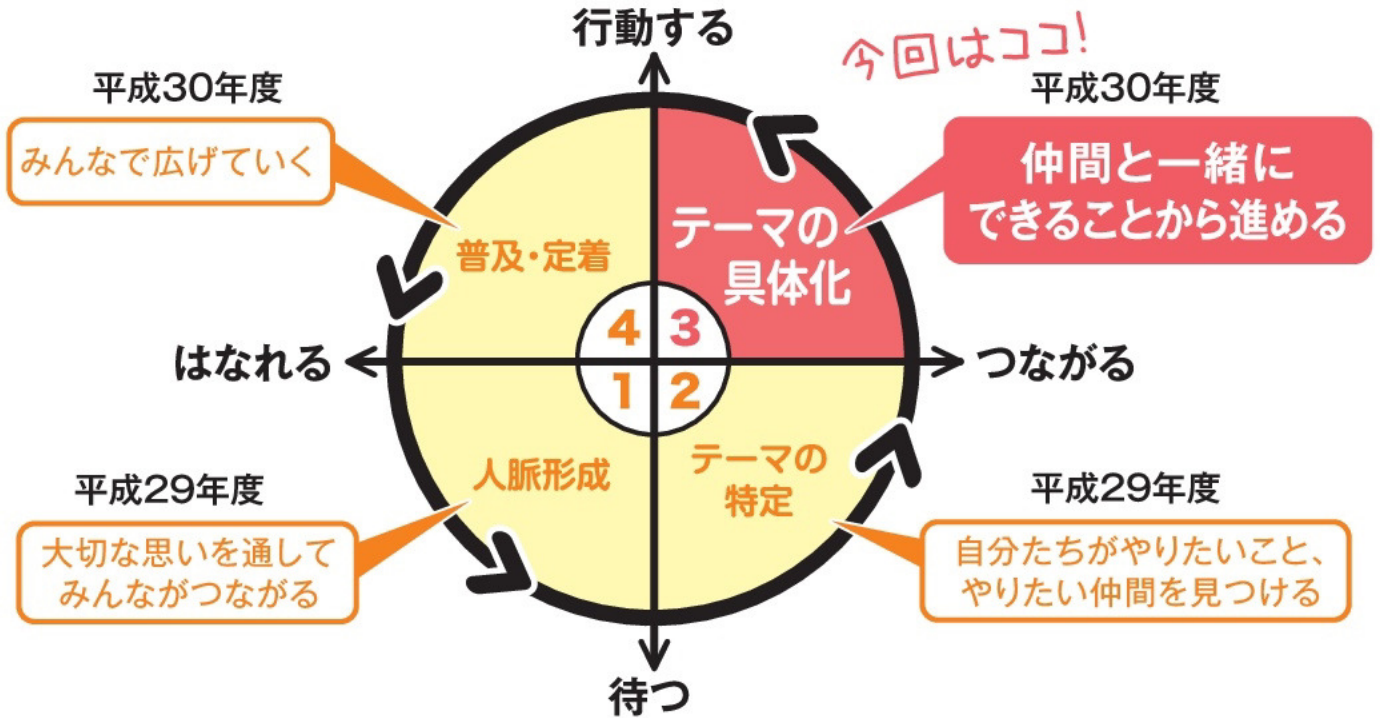 行動する
今回はココ!
平成30年度
みんなで広げていく
平成30年度
仲間と一緒に
できることから進める
普及・定着
テーマの
具体化
4
3
はなれる
つながる
1
2
人脈形成
テーマの
特定
平成29年度
大切な思いを通して
みんながつながる
平成29年度
自分たちがやりたいこと、
やりたい仲間を見つける
待つ